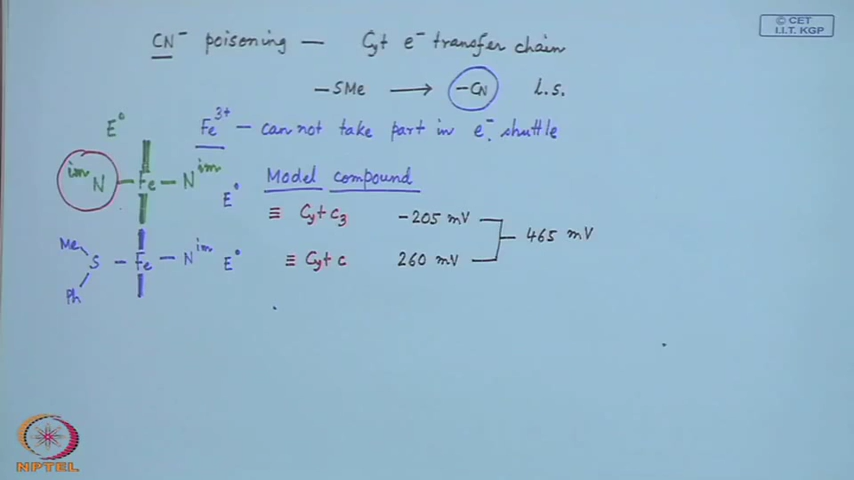 © CET
I.I.T. KGP
CN⁻ poisoning — Cyt e⁻ transfer chain
—SMe ⟶ —CN l.s.
E° Fe³⁺ — can not take part in e⁻ shuttle
im N — Fe — N im E°
Model compound
≡ Cyt c₃ −205 mV
465 mV
Me S — Fe — N im E°
Ph
≡ Cyt c 260 mV
NPTEL